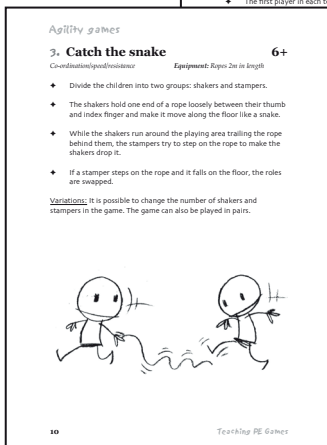 The first player in each t
Agility games
3. Catch the snake 6+
Co-ordination/speed/resistance Equipment: Ropes 2m in length
✦ Divide the children into two groups: shakers and stampers.
✦ The shakers hold one end of a rope loosely between their thumb
and index finger and make it move along the floor like a snake.
✦ While the shakers run around the playing area trailing the rope
behind them, the stampers try to step on the rope to make the
shakers drop it.
✦ If a stamper steps on the rope and it falls on the floor, the roles
are swapped.
Variations: It is possible to change the number of shakers and
stampers in the game. The game can also be played in pairs.
10 Teaching PE Games